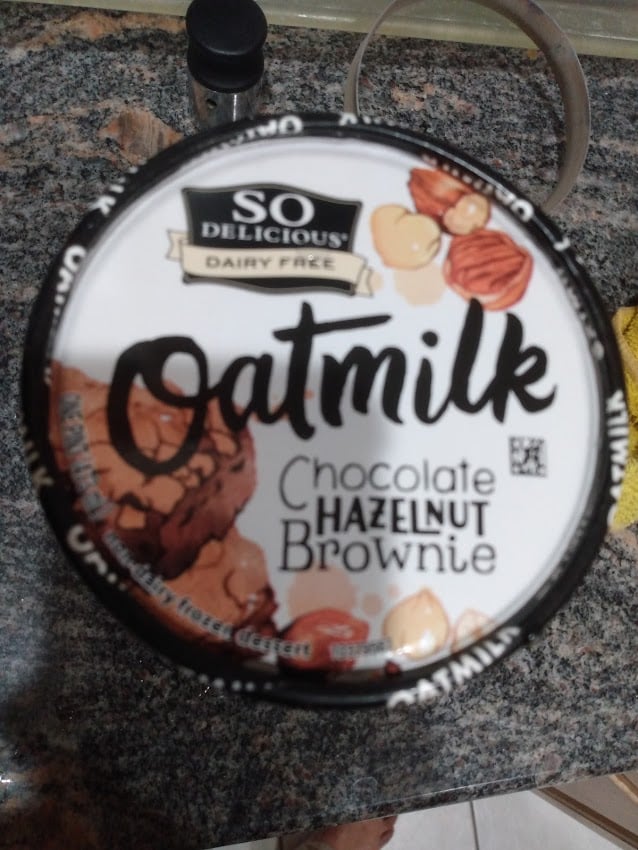 SO
DELICIOUS
DAIRY FREE
Oatmilk
Chocolate
HAZELNUT
Brownie
non-dairy frozen dessert
OATMILK